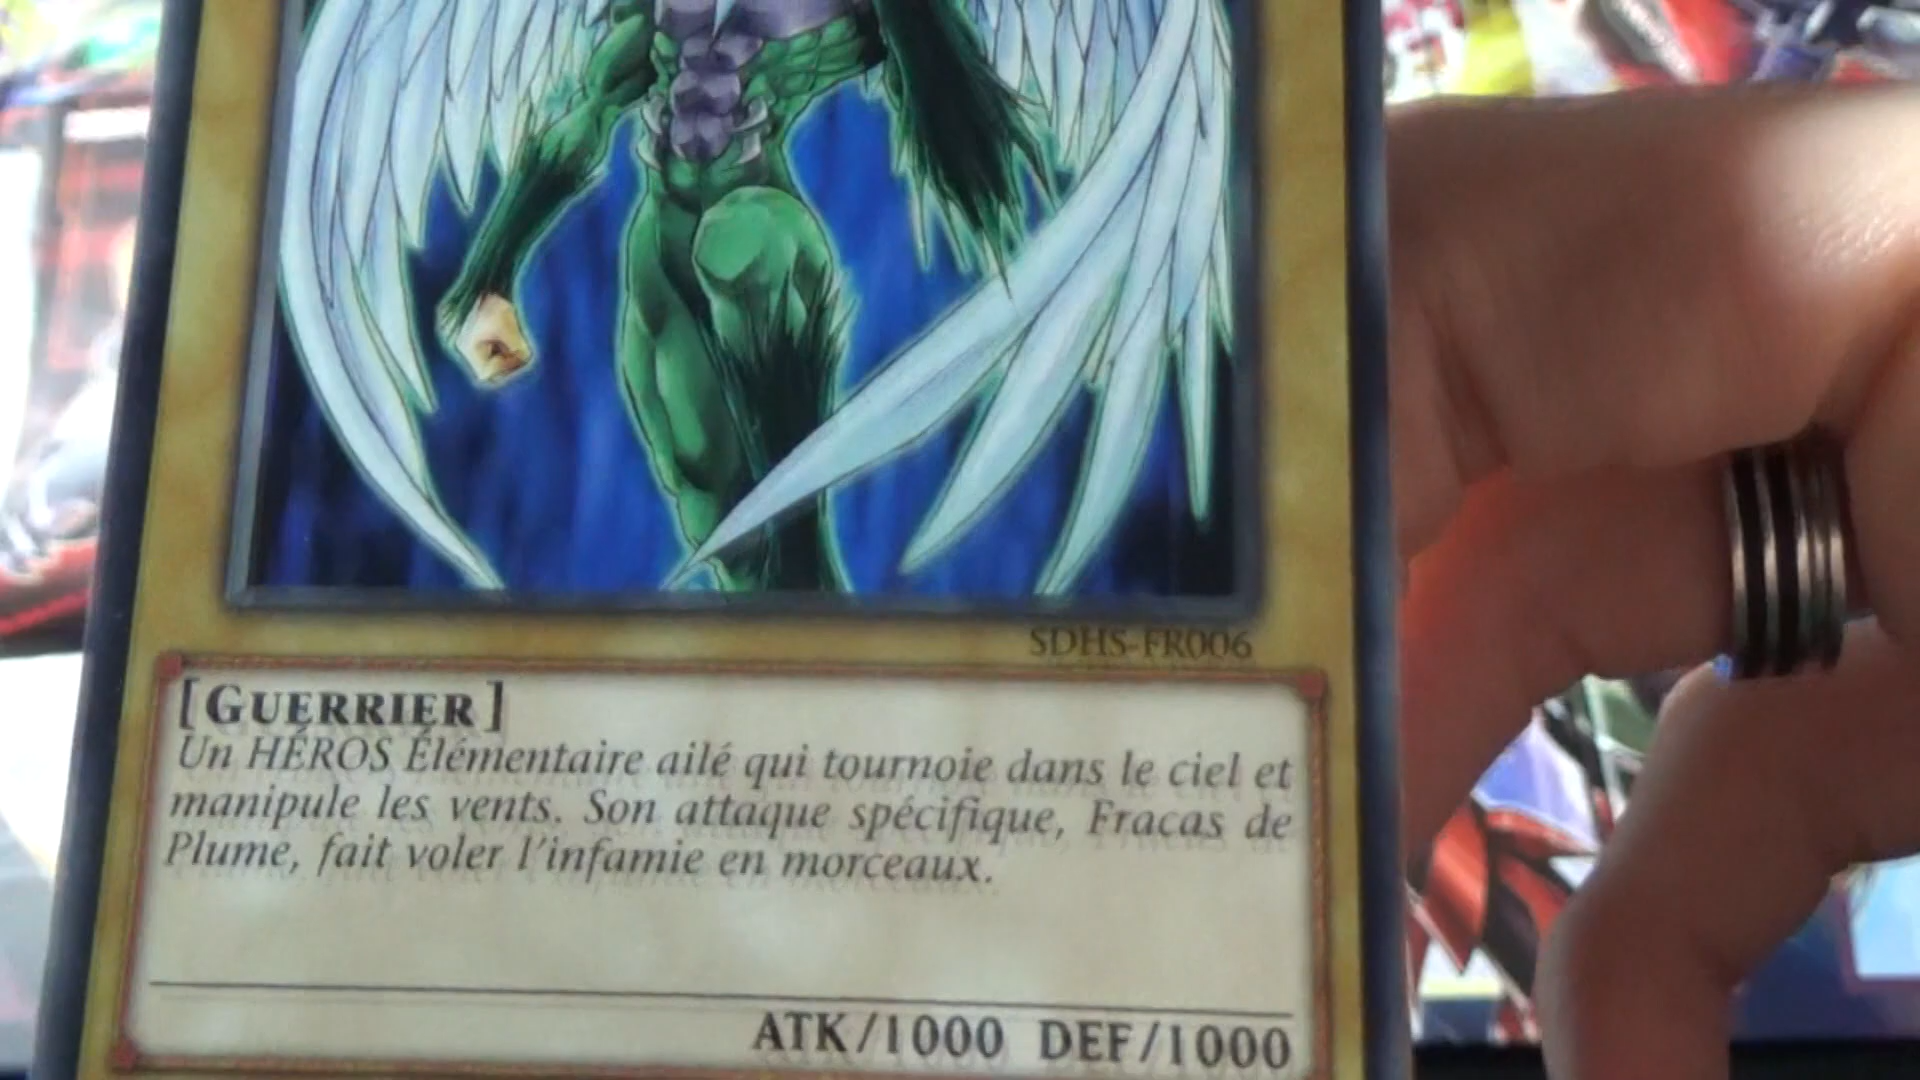 SDHS-FR006
[GUERRIER]
Un HÉROS Élémentaire ailé qui tournoie dans le ciel et
manipule les vents. Son attaque spécifique, Fracas de
Plume, fait voler l'infamie en morceaux.
ATK/1000 DEF/1000